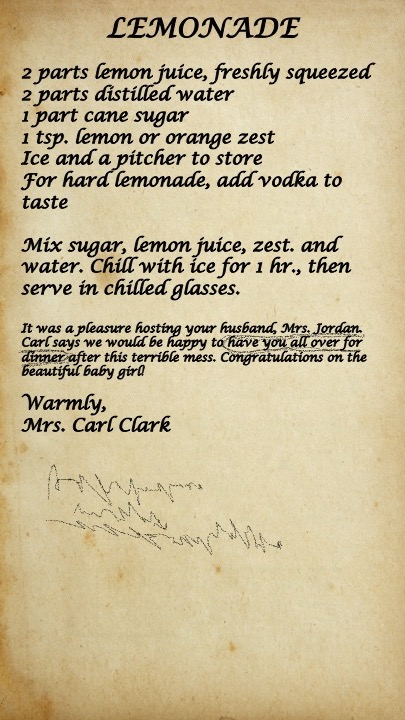 LEMONADE
2 parts lemon juice, freshly squeezed
2 parts distilled water
1 part cane sugar
1 tsp. lemon or orange zest
Ice and a pitcher to store
For hard lemonade, add vodka to
taste
Mix sugar, lemon juice, zest. and
water. Chill with ice for 1 hr., then
serve in chilled glasses.
It was a pleasure hosting your husband, Mrs. Jordan.
Carl says we would be happy to have you all over for
dinner after this terrible mess. Congratulations on the
beautiful baby girl!
Warmly,
Mrs. Carl Clark